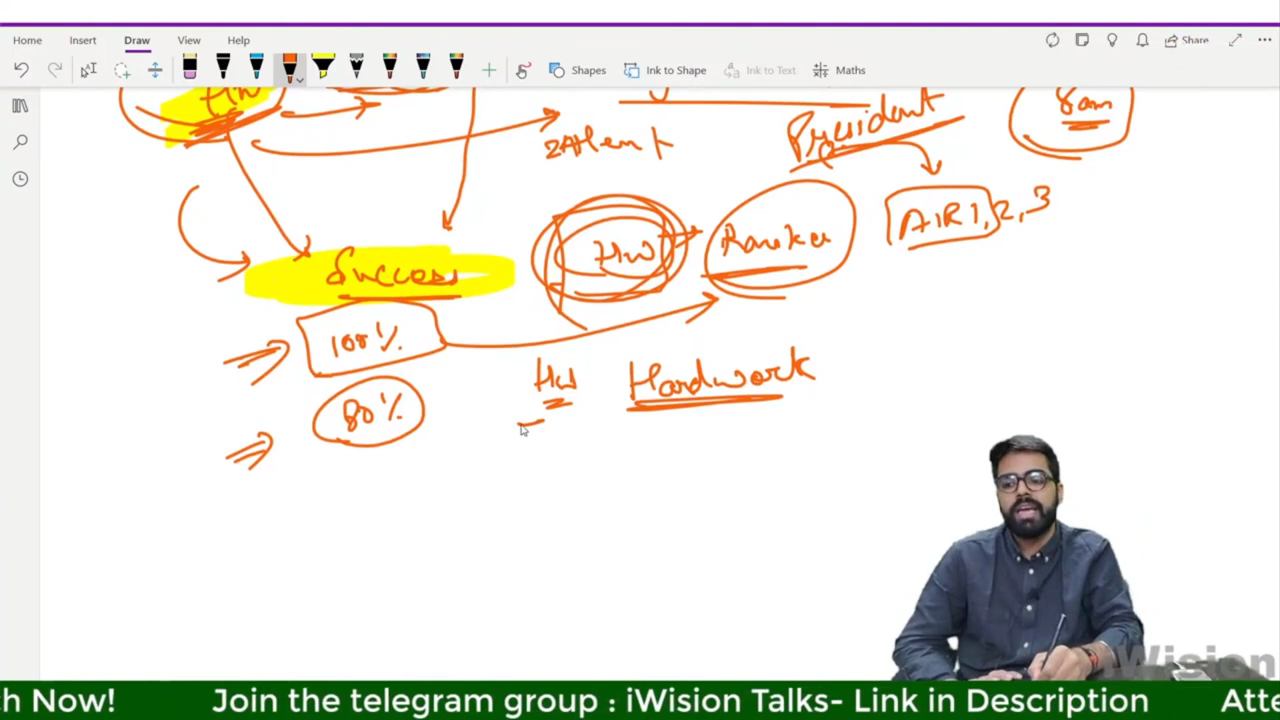 Home Insert Draw View Help Share
Shapes Ink to Shape Ink to Text Maths
HW
8am
President
AIR 1, 2, 3
HW
Ranker
Success
100%
HW Hardwork
80%
iWision
ch Now! Join the telegram group : iWision Talks- Link in Description Atte